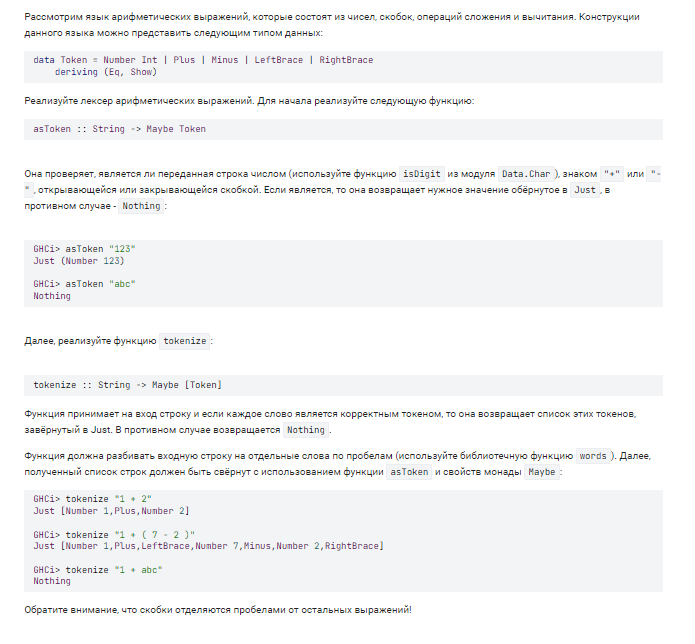 Рассмотрим язык арифметических выражений, которые состоят из чисел, скобок, операций сложения и вычитания. Конструкции
данного языка можно представить следующим типом данных:
data Token = Number Int | Plus | Minus | LeftBrace | RightBrace
    deriving (Eq, Show)
Реализуйте лексер арифметических выражений. Для начала реализуйте следующую функцию:
asToken :: String -> Maybe Token
Она проверяет, является ли переданная строка числом (используйте функцию isDigit из модуля Data.Char ), знаком "+" или "-
" , открывающейся или закрывающейся скобкой. Если является, то она возвращает нужное значение обёрнутое в Just , в
противном случае - Nothing :
GHCi> asToken "123"
Just (Number 123)
GHCi> asToken "abc"
Nothing
Далее, реализуйте функцию tokenize :
tokenize :: String -> Maybe [Token]
Функция принимает на вход строку и если каждое слово является корректным токеном, то она возвращает список этих токенов,
завёрнутый в Just. В противном случае возвращается Nothing .
Функция должна разбивать входную строку на отдельные слова по пробелам (используйте библиотечную функцию words ). Далее,
полученный список строк должен быть свёрнут с использованием функции asToken и свойств монады Maybe :
GHCi> tokenize "1 + 2"
Just [Number 1,Plus,Number 2]
GHCi> tokenize "1 + ( 7 - 2 )"
Just [Number 1,Plus,LeftBrace,Number 7,Minus,Number 2,RightBrace]
GHCi> tokenize "1 + abc"
Nothing
Обратите внимание, что скобки отделяются пробелами от остальных выражений!